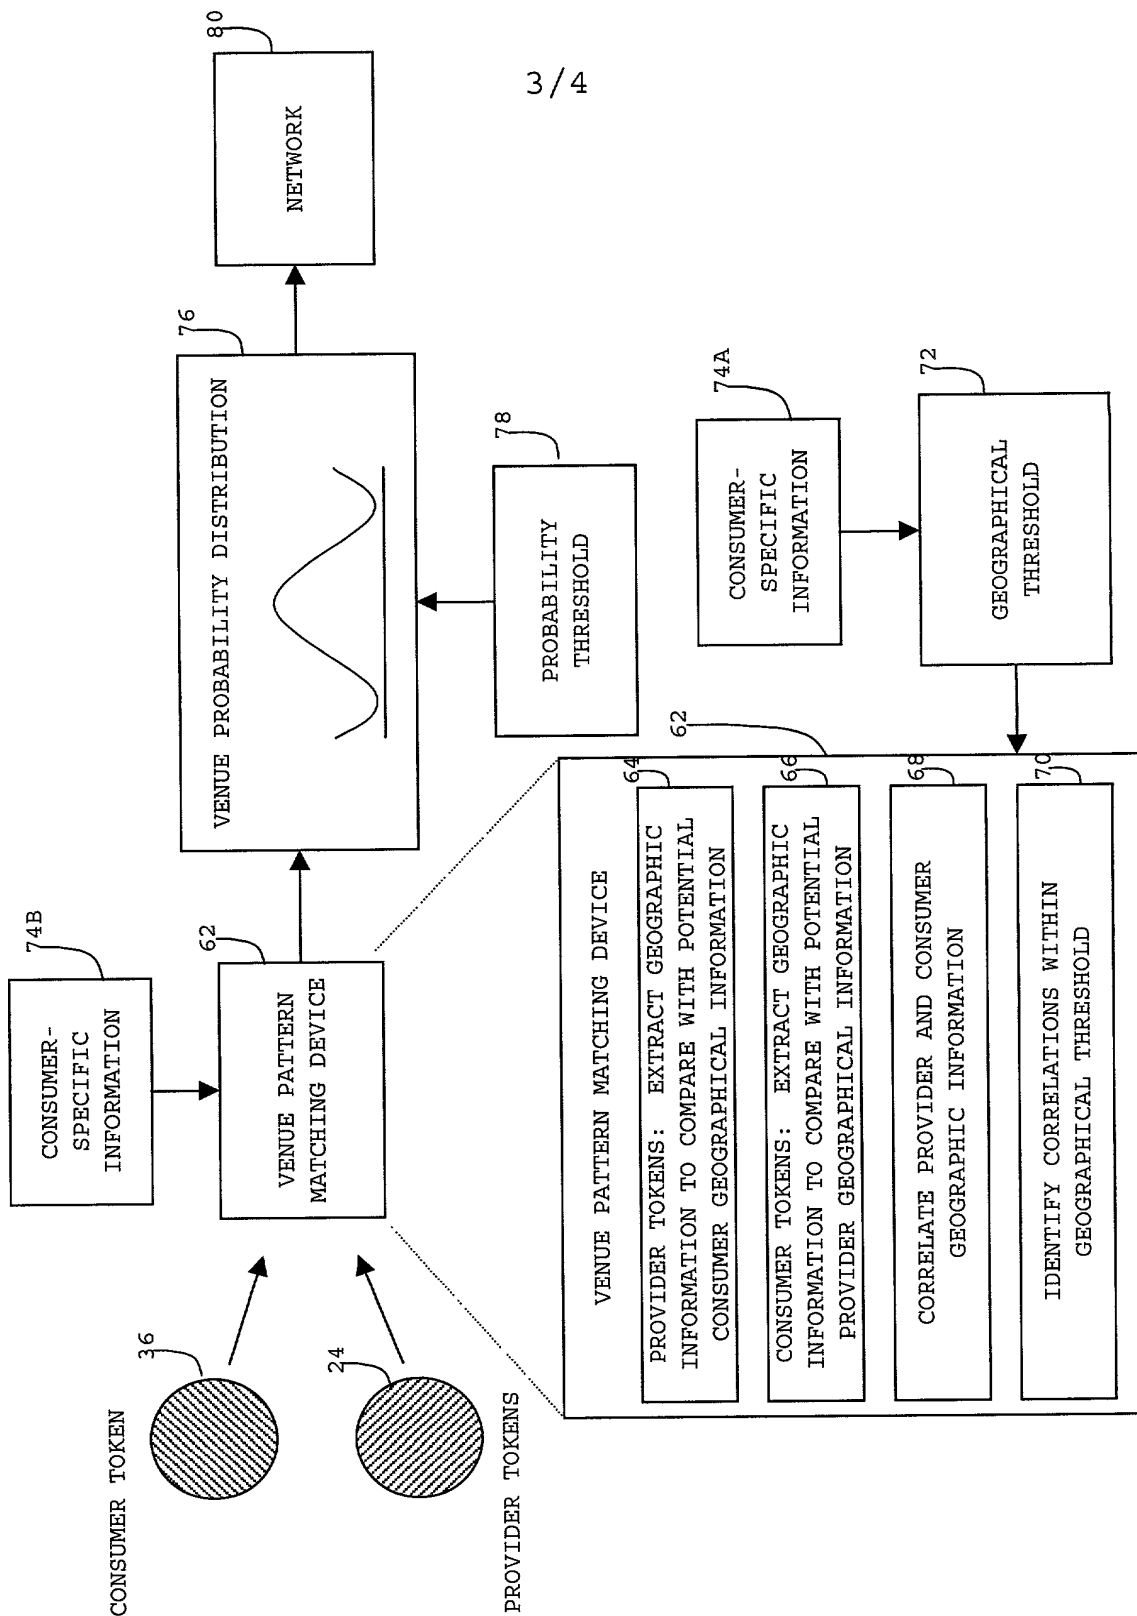 3/4
CONSUMER TOKEN
36
PROVIDER TOKENS
24
CONSUMER-
SPECIFIC
INFORMATION
74B
VENUE PATTERN
MATCHING DEVICE
62
VENUE PROBABILITY DISTRIBUTION
76
NETWORK
80
PROBABILITY
THRESHOLD
78
CONSUMER-
SPECIFIC
INFORMATION
74A
GEOGRAPHICAL
THRESHOLD
72
62
VENUE PATTERN MATCHING DEVICE
PROVIDER TOKENS: EXTRACT GEOGRAPHIC
INFORMATION TO COMPARE WITH POTENTIAL
CONSUMER GEOGRAPHICAL INFORMATION
64
CONSUMER TOKENS: EXTRACT GEOGRAPHIC
INFORMATION TO COMPARE WITH POTENTIAL
PROVIDER GEOGRAPHICAL INFORMATION
66
CORRELATE PROVIDER AND CONSUMER
GEOGRAPHIC INFORMATION
68
IDENTIFY CORRELATIONS WITHIN
GEOGRAPHICAL THRESHOLD
70